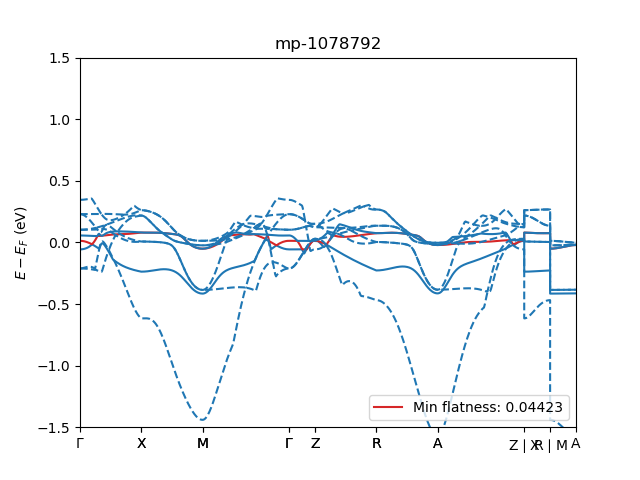 mp-1078792
E − E_F (eV)
1.5
1.0
0.5
0.0
−0.5
−1.0
−1.5
Min flatness: 0.04423
Γ X M Γ Z R A Z | X R | M A